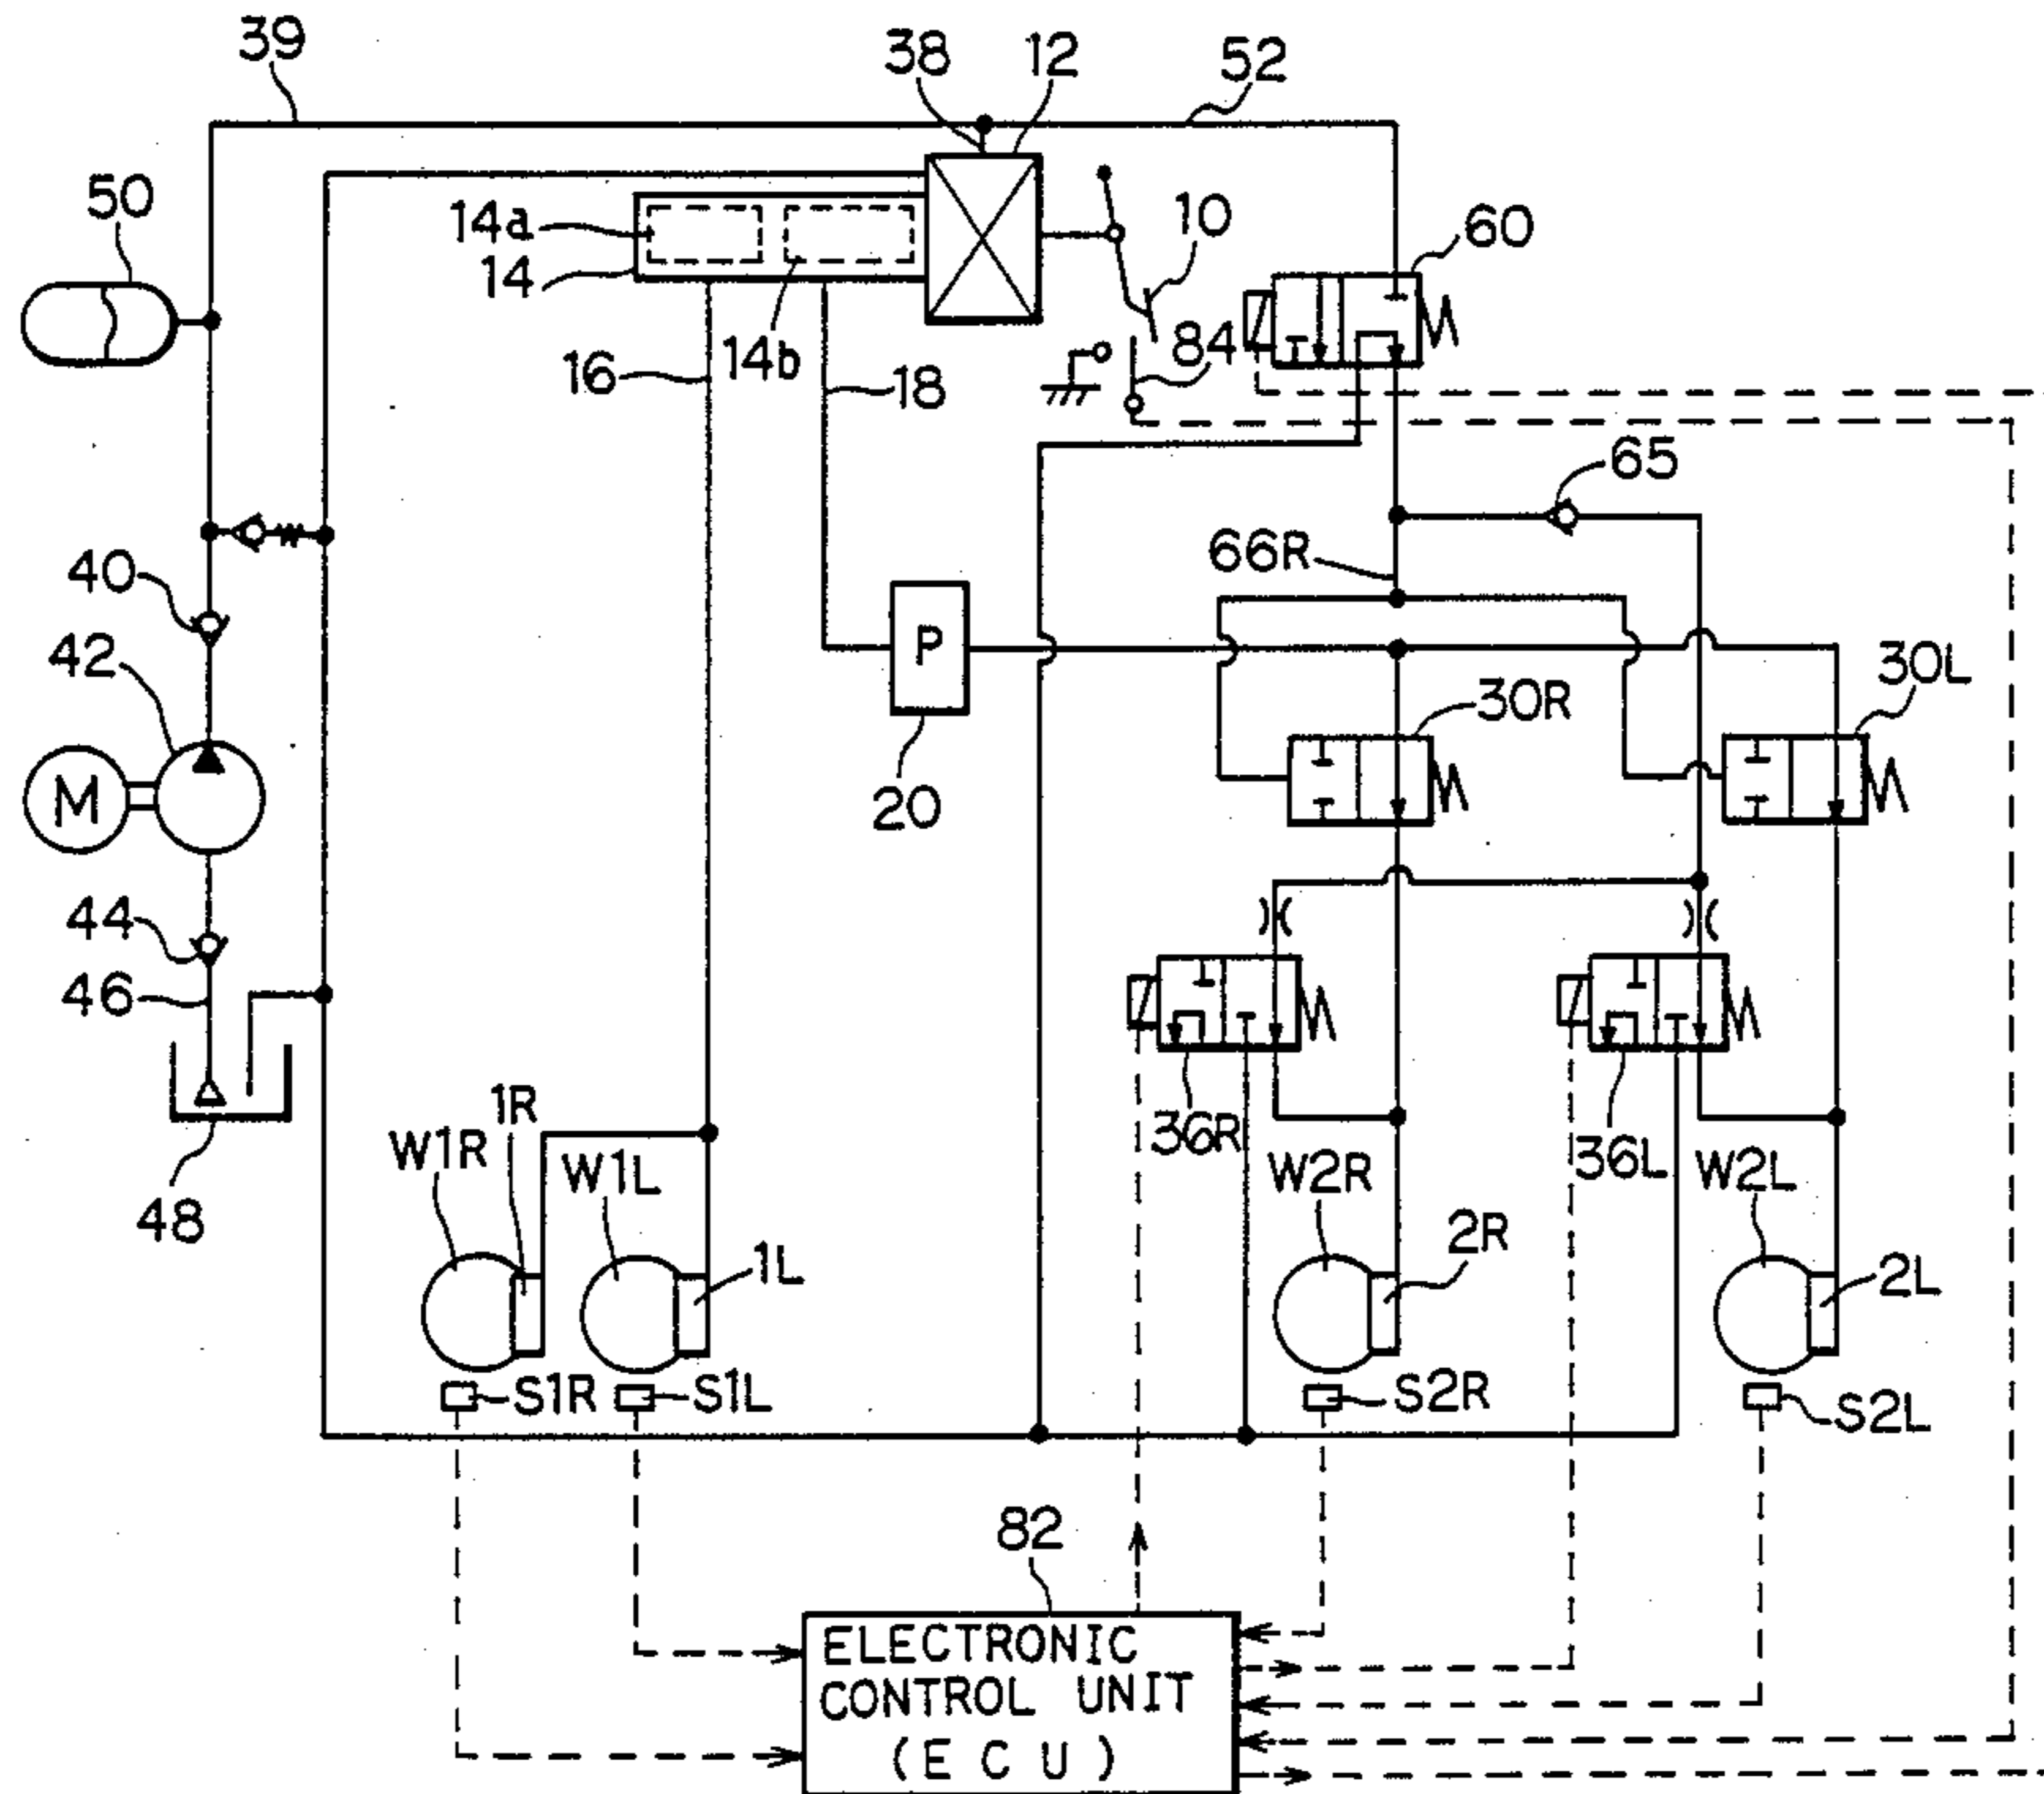 39
38
12
52
50
14a
14
14b
10
60
84
16
18
65
66R
40
42
M
P
20
30R
30L
44
46
48
36R
36L
1R
W1R
W1L
1L
W2R
2R
W2L
2L
S1R
S1L
S2R
S2L
82
ELECTRONIC
CONTROL UNIT
(ECU)